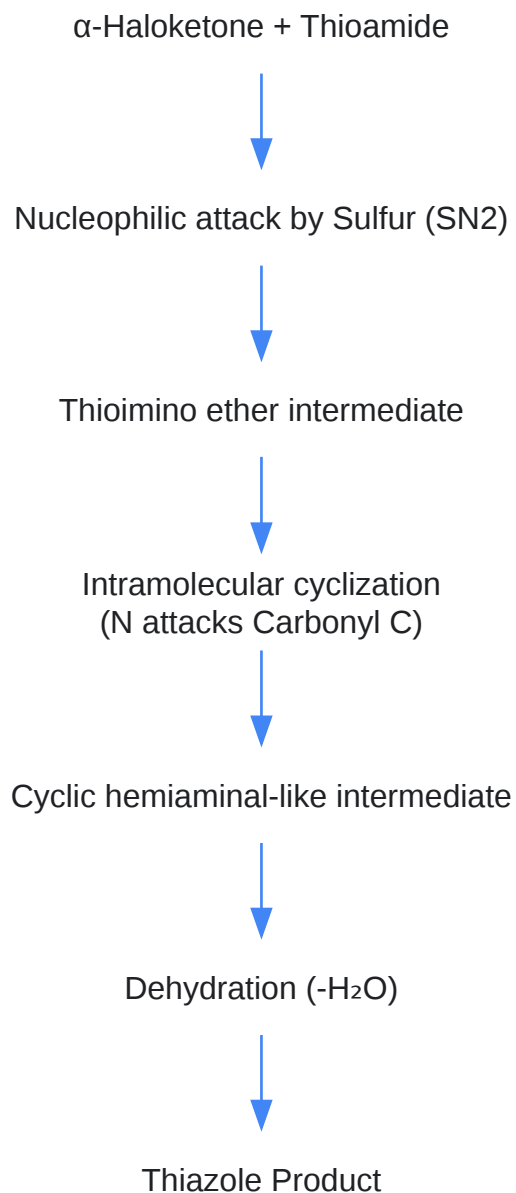 α-Haloketone + Thioamide
Nucleophilic attack by Sulfur (SN2)
Thioimino ether intermediate
Intramolecular cyclization
(N attacks Carbonyl C)
Cyclic hemiaminal-like intermediate
Dehydration (-H₂O)
Thiazole Product